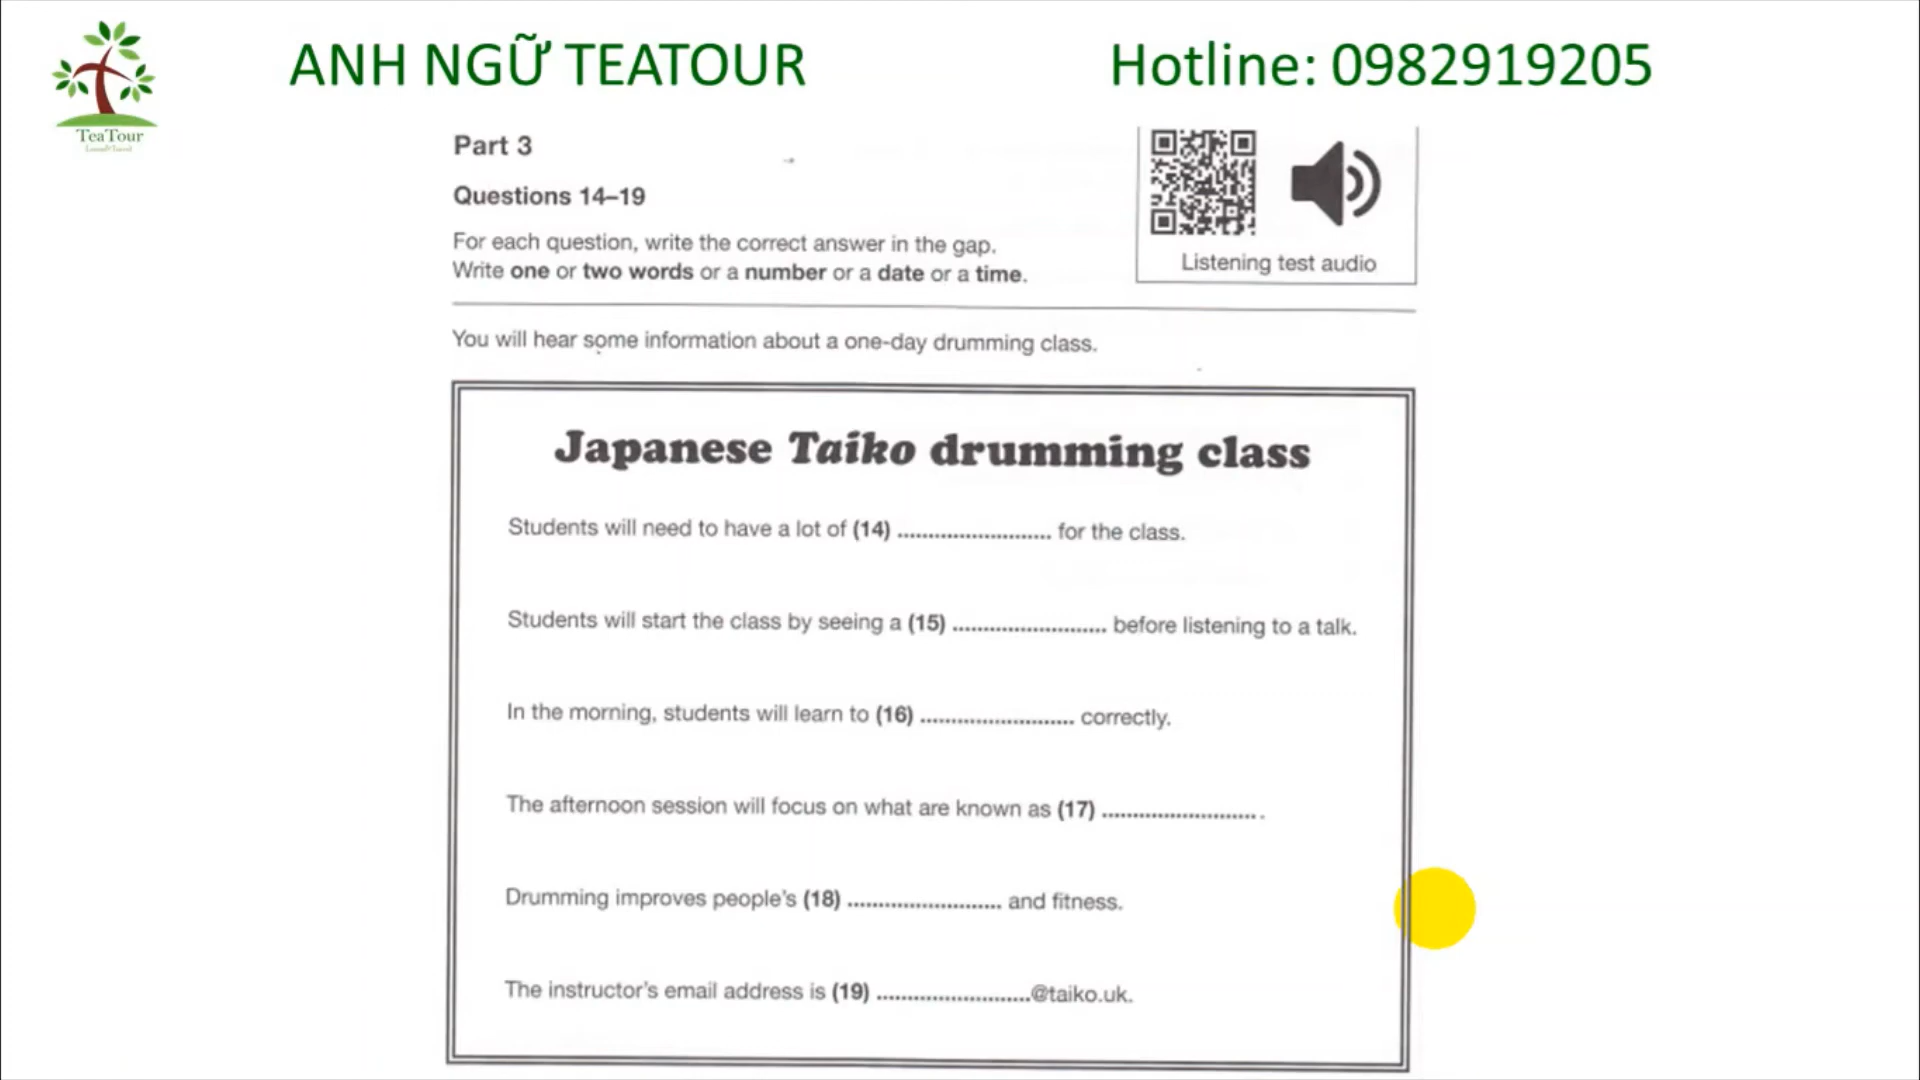 ANH NGỮ TEATOUR
Hotline: 0982919205
TeaTour
Part 3
Questions 14–19
For each question, write the correct answer in the gap.
Write one or two words or a number or a date or a time.
Listening test audio
You will hear some information about a one-day drumming class.
Japanese Taiko drumming class
Students will need to have a lot of (14) ......................... for the class.
Students will start the class by seeing a (15) ......................... before listening to a talk.
In the morning, students will learn to (16) ......................... correctly.
The afternoon session will focus on what are known as (17) ......................... .
Drumming improves people's (18) ......................... and fitness.
The instructor's email address is (19) .........................@taiko.uk.